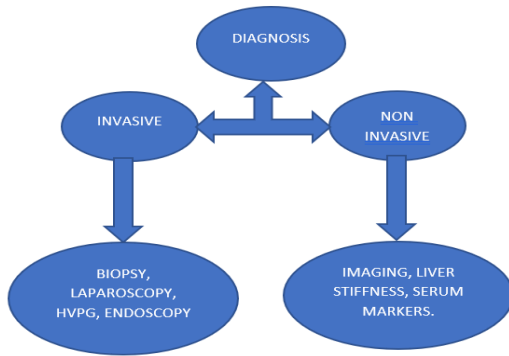 DIAGNOSIS
INVASIVE
NON
INVASIVE
BIOPSY,
LAPAROSCOPY,
HVPG, ENDOSCOPY
IMAGING, LIVER
STIFFNESS, SERUM
MARKERS.